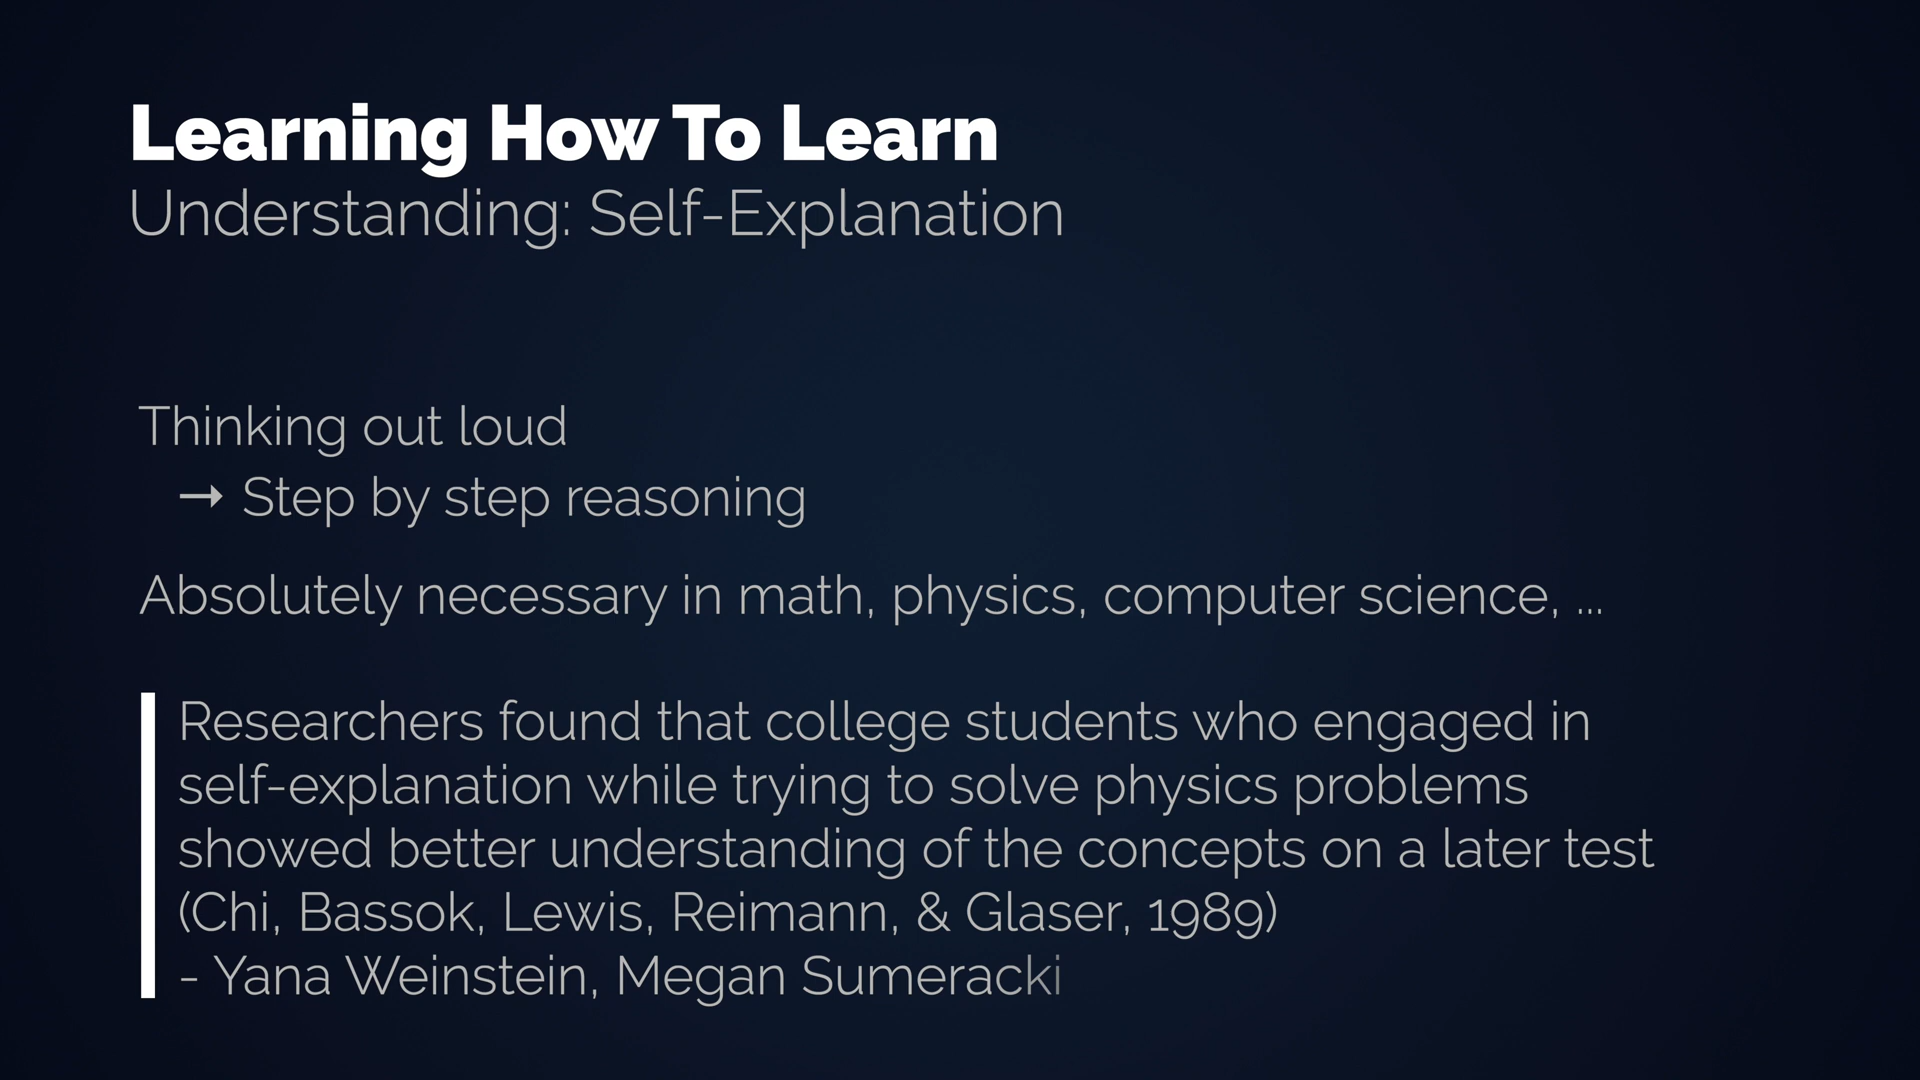 Learning How To Learn
Understanding: Self-Explanation
Thinking out loud
→ Step by step reasoning
Absolutely necessary in math, physics, computer science, ...
Researchers found that college students who engaged in
self-explanation while trying to solve physics problems
showed better understanding of the concepts on a later test
(Chi, Bassok, Lewis, Reimann, & Glaser, 1989)
- Yana Weinstein, Megan Sumeracki